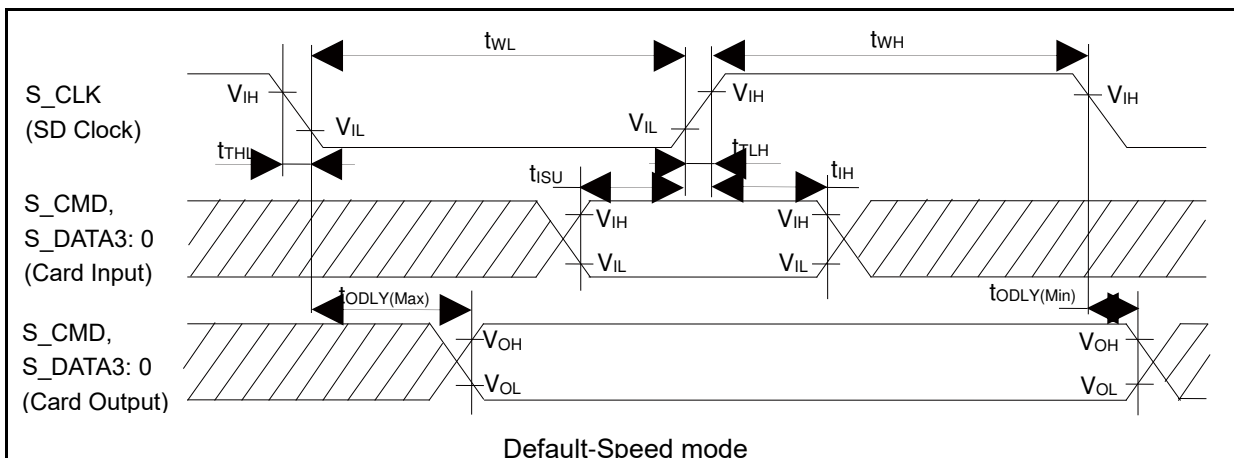 tWL
tWH
S_CLK
(SD Clock)
VIH
VIL
VIL
VIH
VIH
tTHL
tTLH
tISU
tIH
S_CMD,
S_DATA3: 0
(Card Input)
VIH
VIL
VIH
VIL
tODLY(Max)
tODLY(Min)
S_CMD,
S_DATA3: 0
(Card Output)
VOH
VOL
VOH
VOL
Default-Speed mode